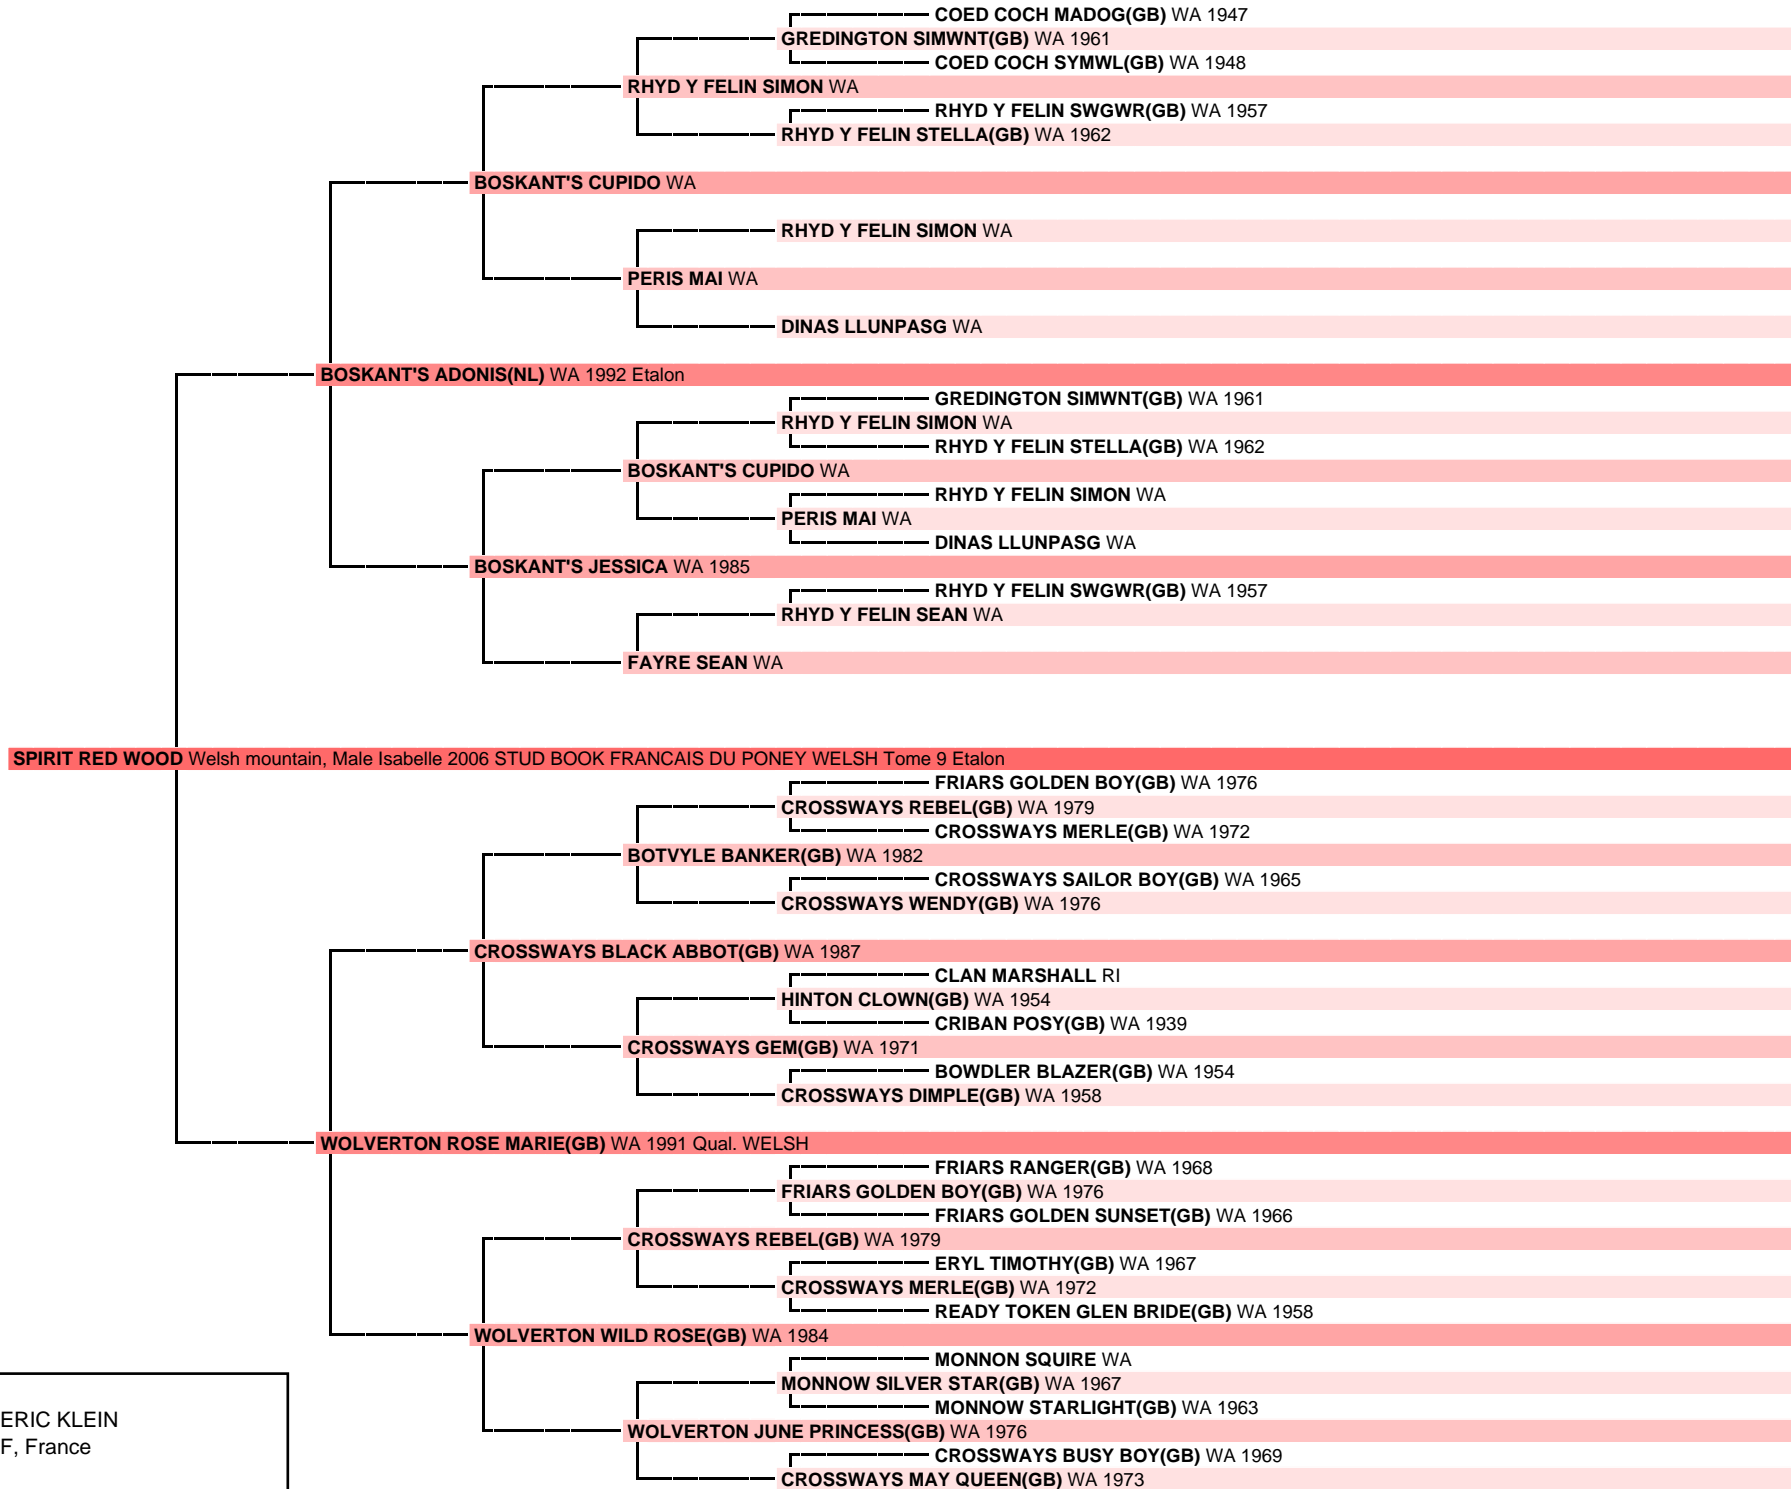 COED COCH MADOG(GB) WA 1947
GREDINGTON SIMWNT(GB) WA 1961
COED COCH SYMWL(GB) WA 1948
RHYD Y FELIN SIMON WA
RHYD Y FELIN SWGWR(GB) WA 1957
RHYD Y FELIN STELLA(GB) WA 1962
BOSKANT'S CUPIDO WA
RHYD Y FELIN SIMON WA
PERIS MAI WA
DINAS LLUNPASG WA
BOSKANT'S ADONIS(NL) WA 1992 Etalon
GREDINGTON SIMWNT(GB) WA 1961
RHYD Y FELIN SIMON WA
RHYD Y FELIN STELLA(GB) WA 1962
BOSKANT'S CUPIDO WA
RHYD Y FELIN SIMON WA
PERIS MAI WA
DINAS LLUNPASG WA
BOSKANT'S JESSICA WA 1985
RHYD Y FELIN SWGWR(GB) WA 1957
RHYD Y FELIN SEAN WA
FAYRE SEAN WA
SPIRIT RED WOOD Welsh mountain, Male Isabelle 2006 STUD BOOK FRANCAIS DU PONEY WELSH Tome 9 Etalon
FRIARS GOLDEN BOY(GB) WA 1976
CROSSWAYS REBEL(GB) WA 1979
CROSSWAYS MERLE(GB) WA 1972
BOTVYLE BANKER(GB) WA 1982
CROSSWAYS SAILOR BOY(GB) WA 1965
CROSSWAYS WENDY(GB) WA 1976
CROSSWAYS BLACK ABBOT(GB) WA 1987
CLAN MARSHALL RI
HINTON CLOWN(GB) WA 1954
CRIBAN POSY(GB) WA 1939
CROSSWAYS GEM(GB) WA 1971
BOWDLER BLAZER(GB) WA 1954
CROSSWAYS DIMPLE(GB) WA 1958
WOLVERTON ROSE MARIE(GB) WA 1991 Qual. WELSH
FRIARS RANGER(GB) WA 1968
FRIARS GOLDEN BOY(GB) WA 1976
FRIARS GOLDEN SUNSET(GB) WA 1966
CROSSWAYS REBEL(GB) WA 1979
ERYL TIMOTHY(GB) WA 1967
CROSSWAYS MERLE(GB) WA 1972
READY TOKEN GLEN BRIDE(GB) WA 1958
WOLVERTON WILD ROSE(GB) WA 1984
MONNON SQUIRE WA
MONNOW SILVER STAR(GB) WA 1967
MONNOW STARLIGHT(GB) WA 1963
WOLVERTON JUNE PRINCESS(GB) WA 1976
CROSSWAYS BUSY BOY(GB) WA 1969
CROSSWAYS MAY QUEEN(GB) WA 1973
ERIC KLEIN
F, France